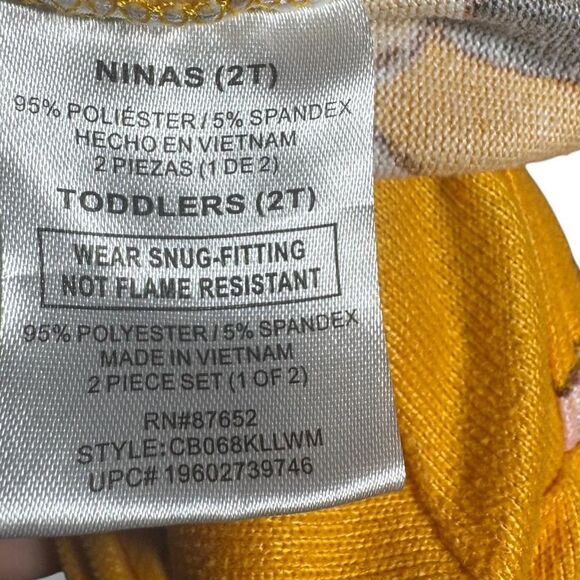 NINAS (2T)
95% POLIÉSTER / 5% SPANDEX
HECHO EN VIETNAM
2 PIEZAS (1 DE 2)
TODDLERS (2T)
WEAR SNUG-FITTING
NOT FLAME RESISTANT
95% POLYESTER / 5% SPANDEX
MADE IN VIETNAM
2 PIECE SET (1 OF 2)
RN#87652
STYLE: CB068KLLWM
UPC# 19602739746